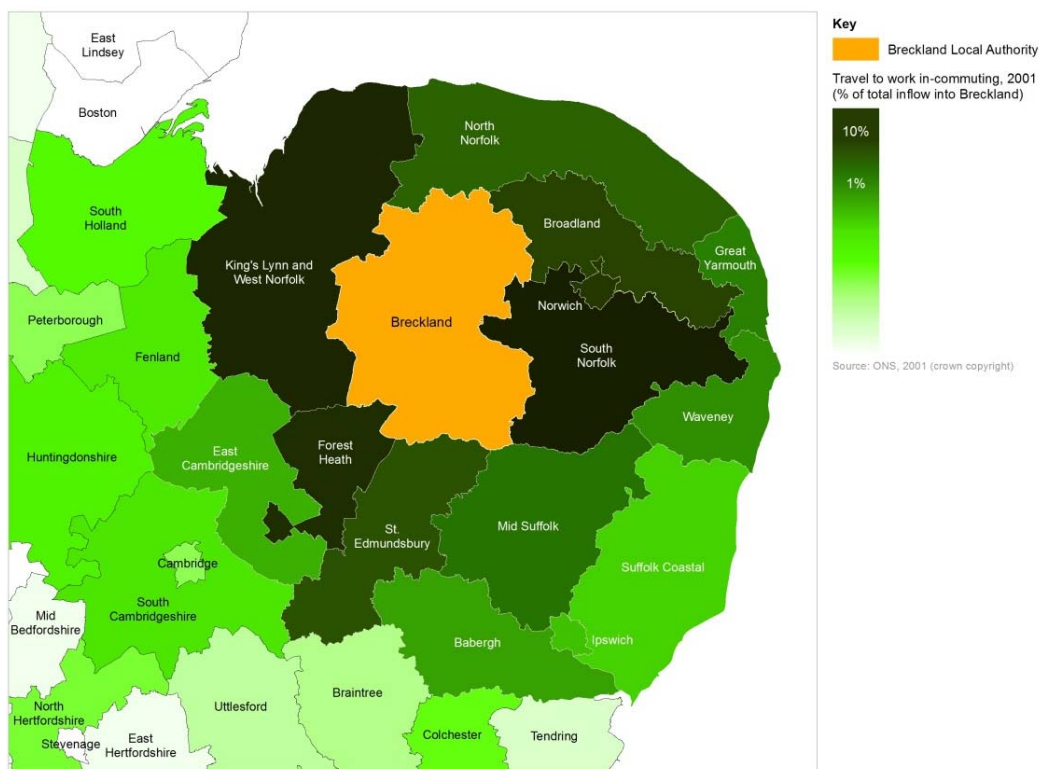 East
Lindsey
Boston
South
Holland
Peterborough
Fenland
Huntingdonshire
Mid
Bedfordshire
North
Hertfordshire
Stevenage
East
Hertfordshire
Cambridge
South
Cambridgeshire
Uttlesford
King's Lynn and
West Norfolk
East
Cambridgeshire
Forest
Heath
St.
Edmundsbury
Braintree
Breckland
North
Norfolk
Broadland
Norwich
South
Norfolk
Great
Yarmouth
Waveney
Mid Suffolk
Suffolk Coastal
Babergh
Ipswich
Colchester
Tendring
Key
Breckland Local Authority
Travel to work in-commuting, 2001
(% of total inflow into Breckland)
10%
1%
Source: ONS, 2001 (crown copyright)